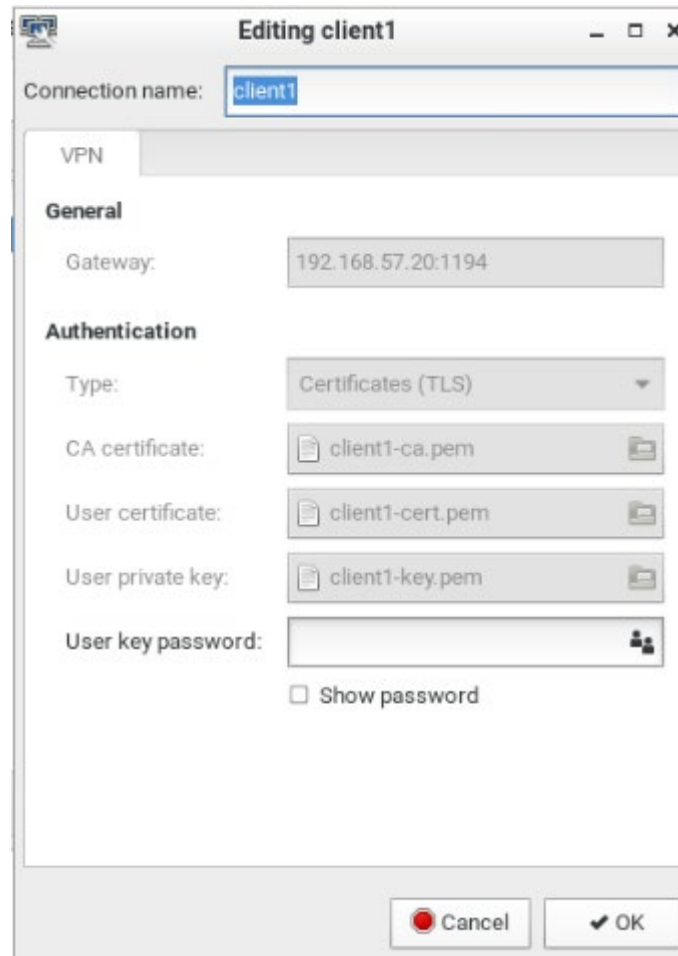 Editing client1
Connection name: client1
VPN
General
Gateway: 192.168.57.20:1194
Authentication
Type: Certificates (TLS)
CA certificate: client1-ca.pem
User certificate: client1-cert.pem
User private key: client1-key.pem
User key password:
Show password
Cancel OK